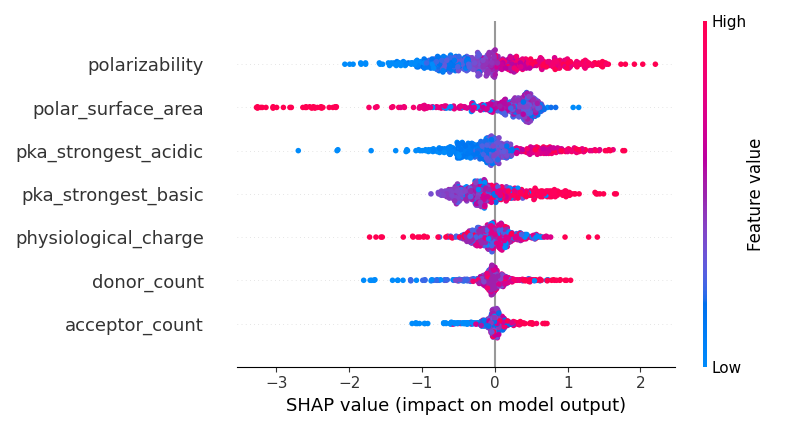 High
polarizability
polar_surface_area
pka_strongest_acidic
pka_strongest_basic
physiological_charge
donor_count
acceptor_count
Feature value
Low
−3 −2 −1 0 1 2
SHAP value (impact on model output)